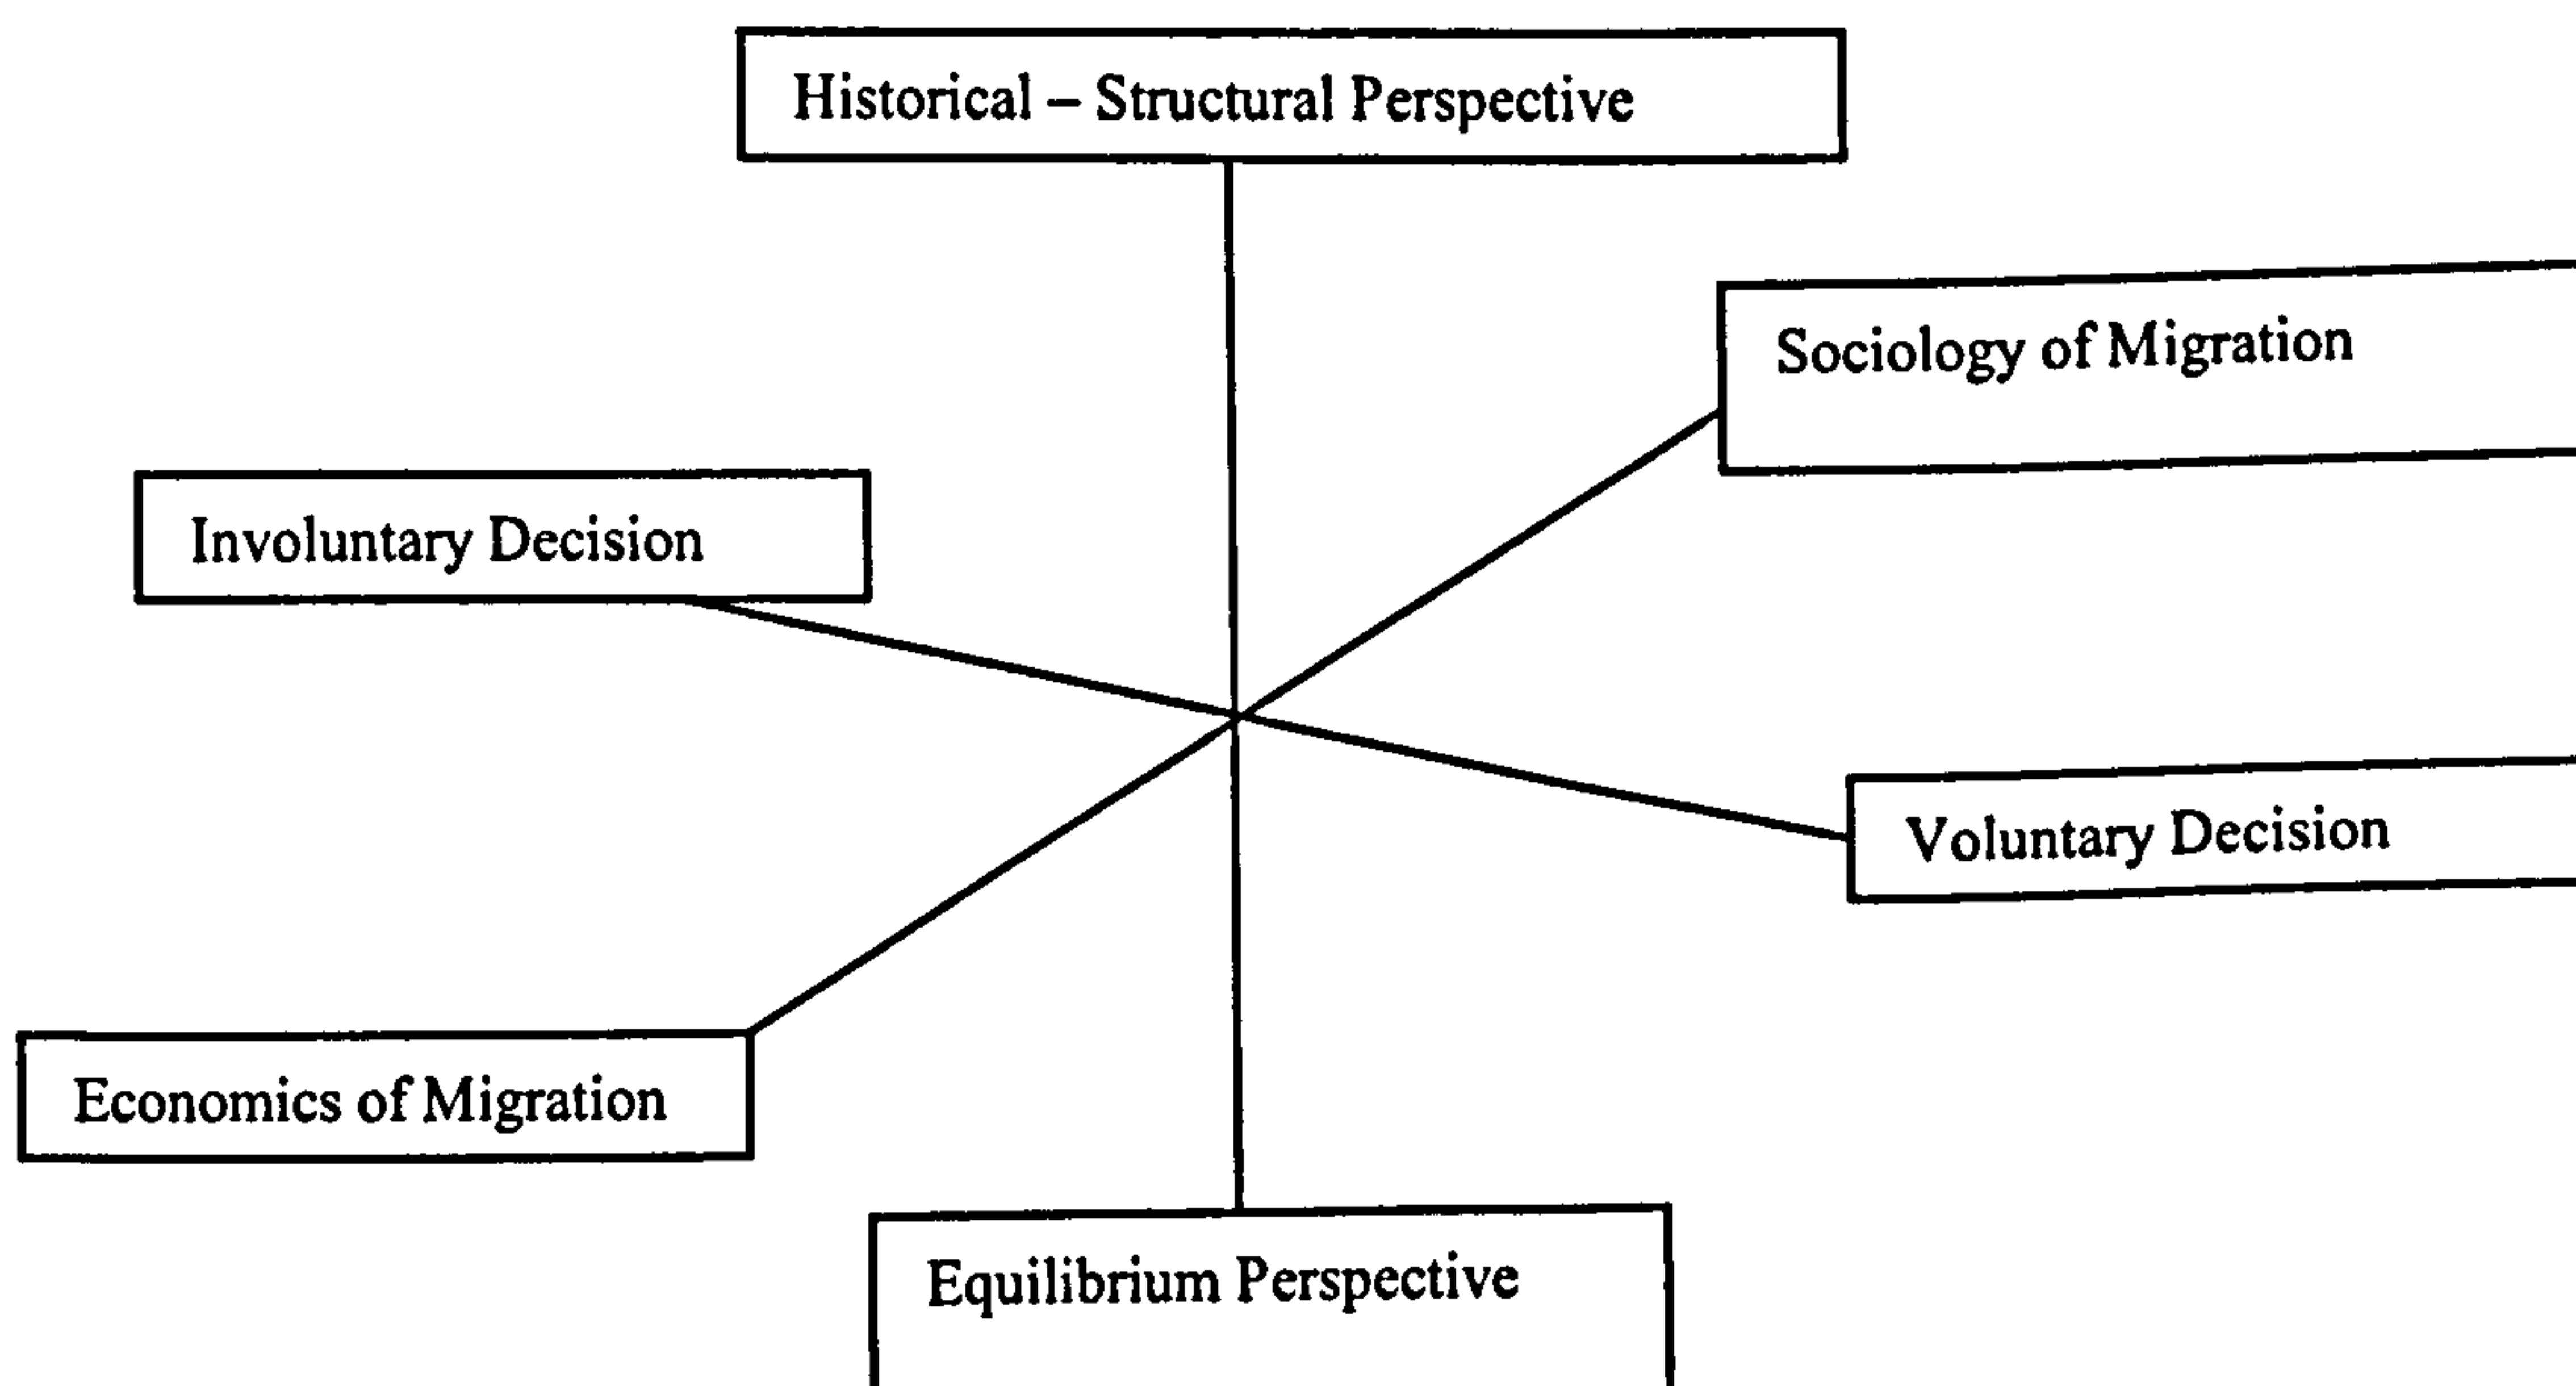 Historical – Structural Perspective
Sociology of Migration
Involuntary Decision
Voluntary Decision
Economics of Migration
Equilibrium Perspective